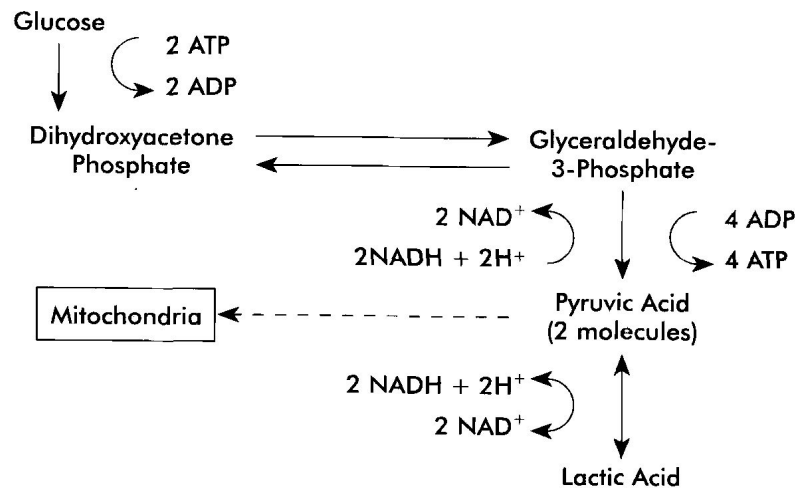 Glucose
2 ATP
2 ADP
Dihydroxyacetone
Phosphate
Glyceraldehyde-
3-Phosphate
2 NAD⁺
2NADH + 2H+
4 ADP
4 ATP
Mitochondria
Pyruvic Acid
(2 molecules)
2 NADH + 2H⁺
2 NAD⁺
Lactic Acid